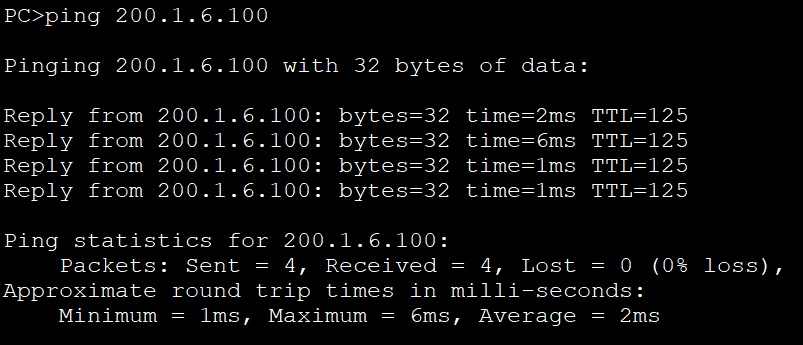 PC>ping 200.1.6.100
Pinging 200.1.6.100 with 32 bytes of data:
Reply from 200.1.6.100: bytes=32 time=2ms TTL=125
Reply from 200.1.6.100: bytes=32 time=6ms TTL=125
Reply from 200.1.6.100: bytes=32 time=1ms TTL=125
Reply from 200.1.6.100: bytes=32 time=1ms TTL=125
Ping statistics for 200.1.6.100:
    Packets: Sent = 4, Received = 4, Lost = 0 (0% loss),
Approximate round trip times in milli-seconds:
    Minimum = 1ms, Maximum = 6ms, Average = 2ms